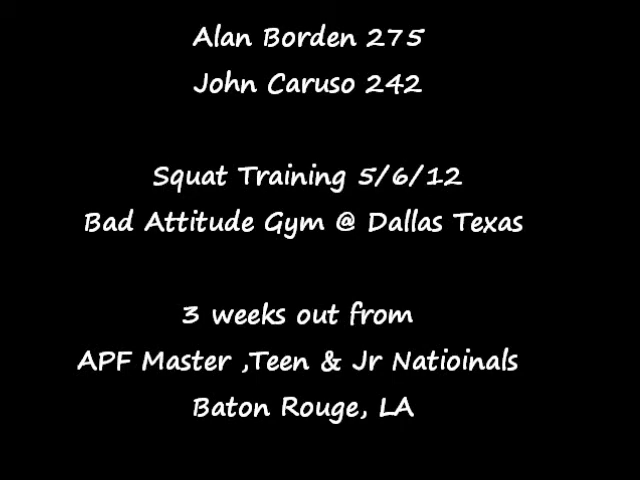 Alan Borden 275
John Caruso 242
Squat Training 5/6/12
Bad Attitude Gym @ Dallas Texas
3 weeks out from
APF Master ,Teen & Jr Natioinals
Baton Rouge, LA